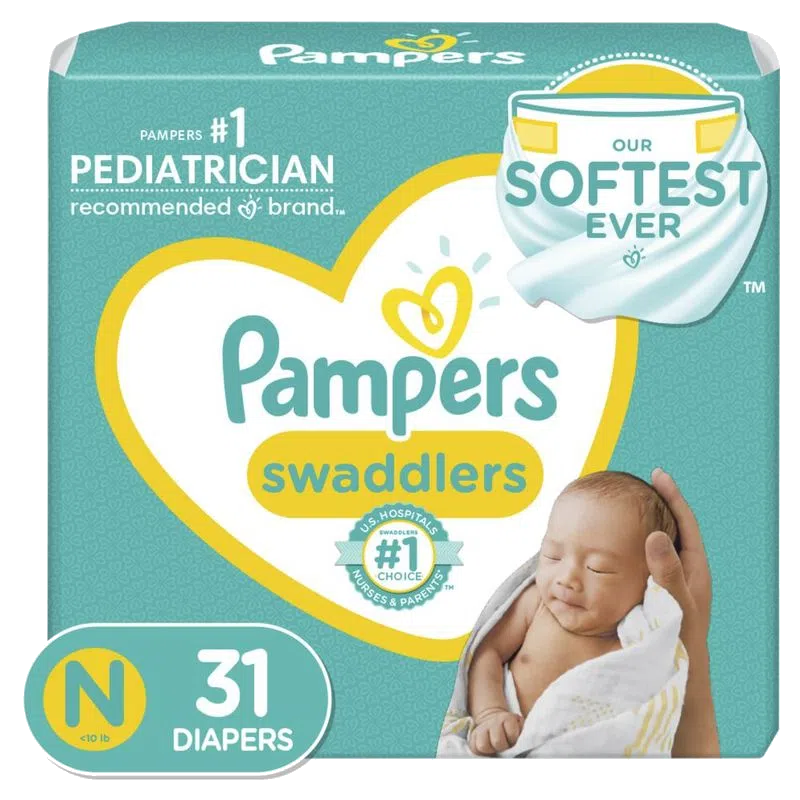 Pampers
PAMPERS #1
PEDIATRICIAN
recommended brand™
OUR
SOFTEST
EVER
TM
Pampers
swaddlers
U.S. HOSPITALS
SWADDLERS
#1
CHOICE
NURSES & PARENTS*
TM
N
<10 lb
31
DIAPERS